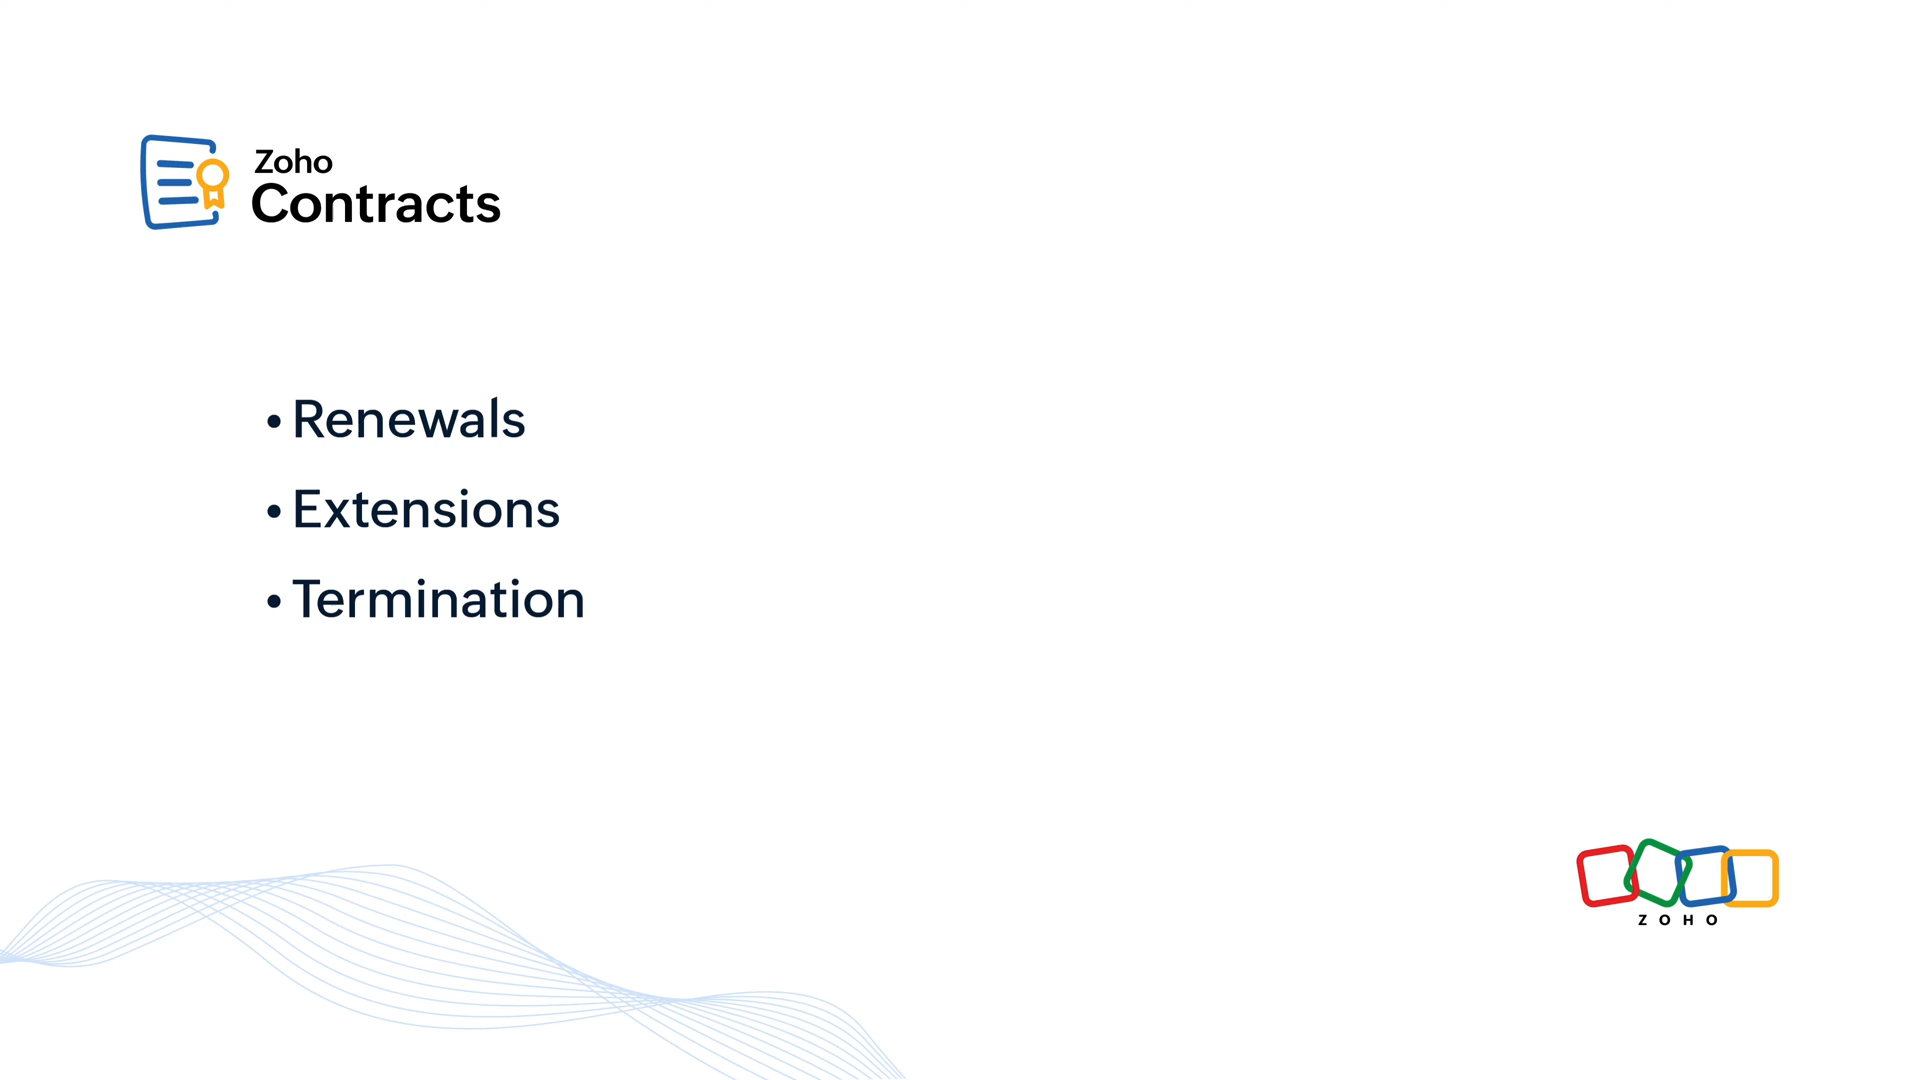 Zoho
Contracts
• Renewals
• Extensions
• Termination
ZOHO